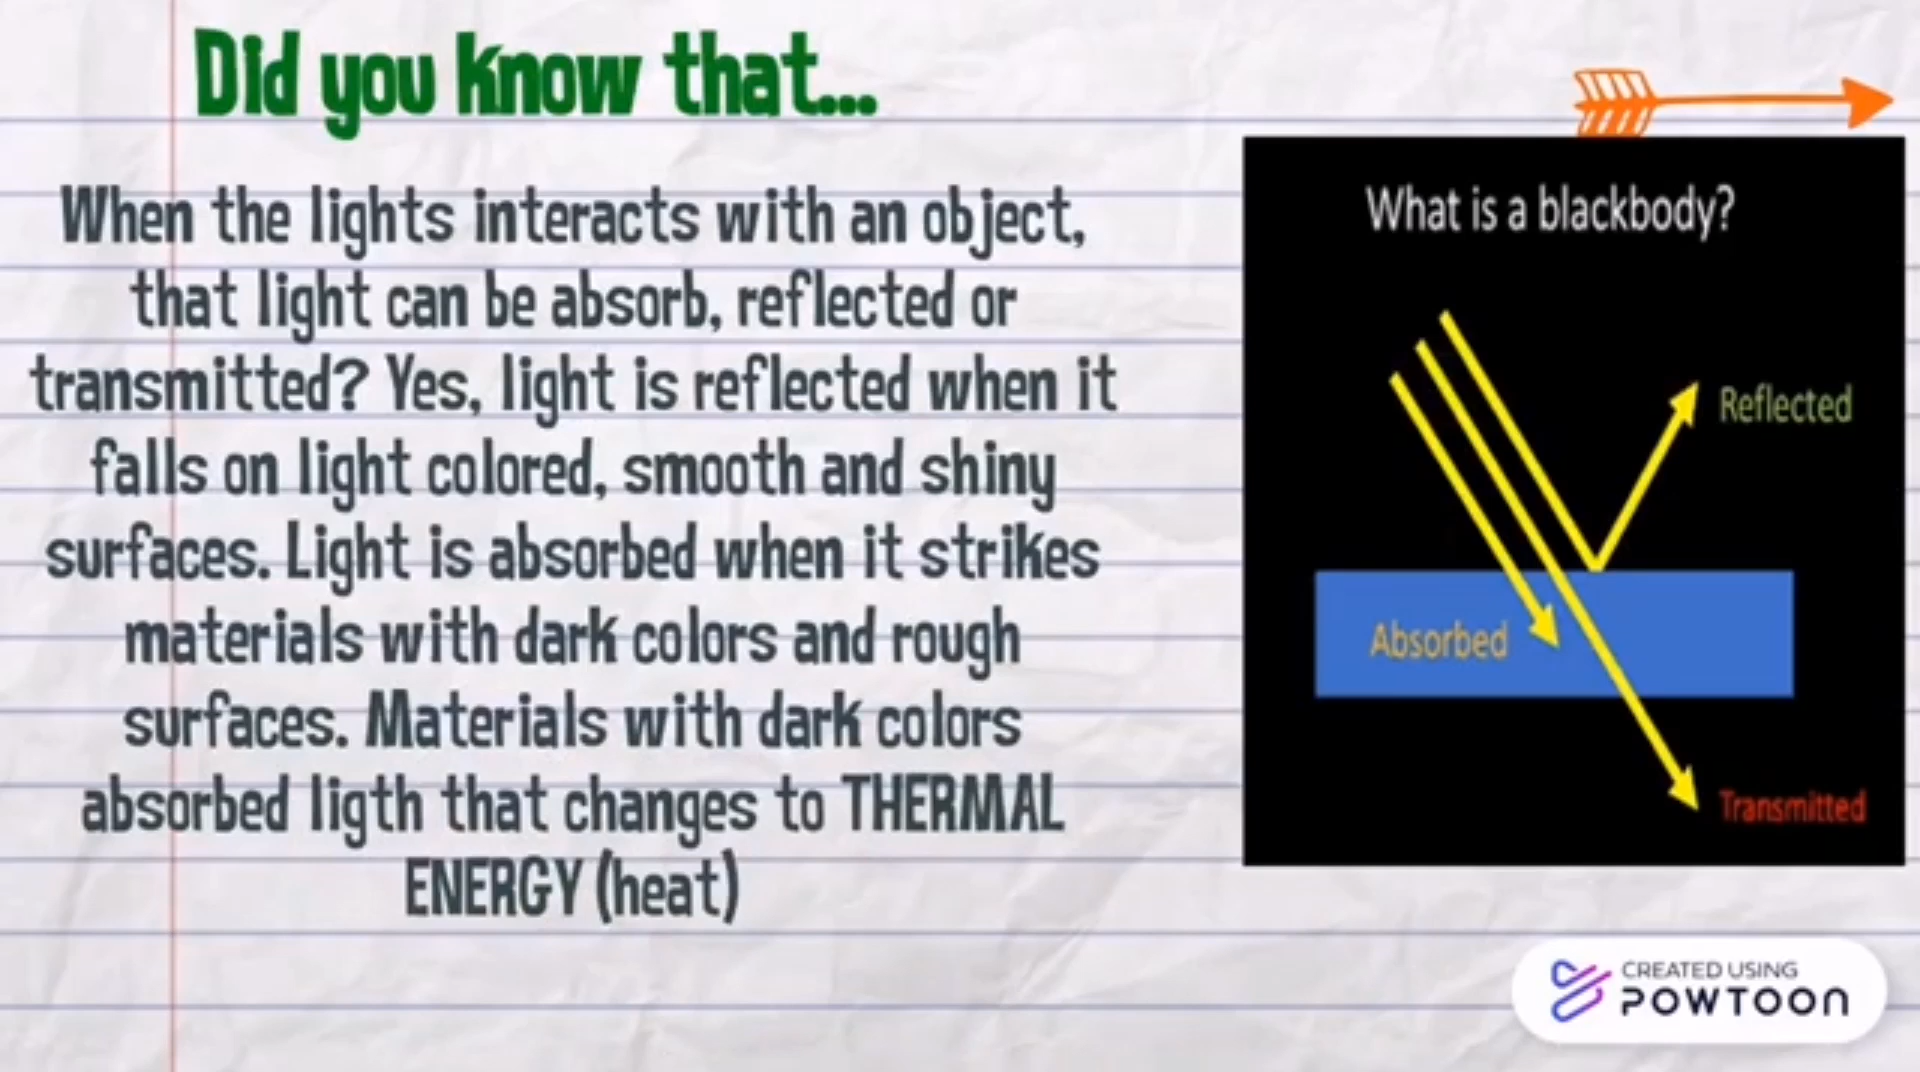 Did you know that...
When the lights interacts with an object,
that light can be absorb, reflected or
transmitted? Yes, light is reflected when it
falls on light colored, smooth and shiny
surfaces. Light is absorbed when it strikes
materials with dark colors and rough
surfaces. Materials with dark colors
absorbed ligth that changes to THERMAL
ENERGY (heat)
What is a blackbody?
Reflected
Absorbed
Transmitted
CREATED USING
POWTOON